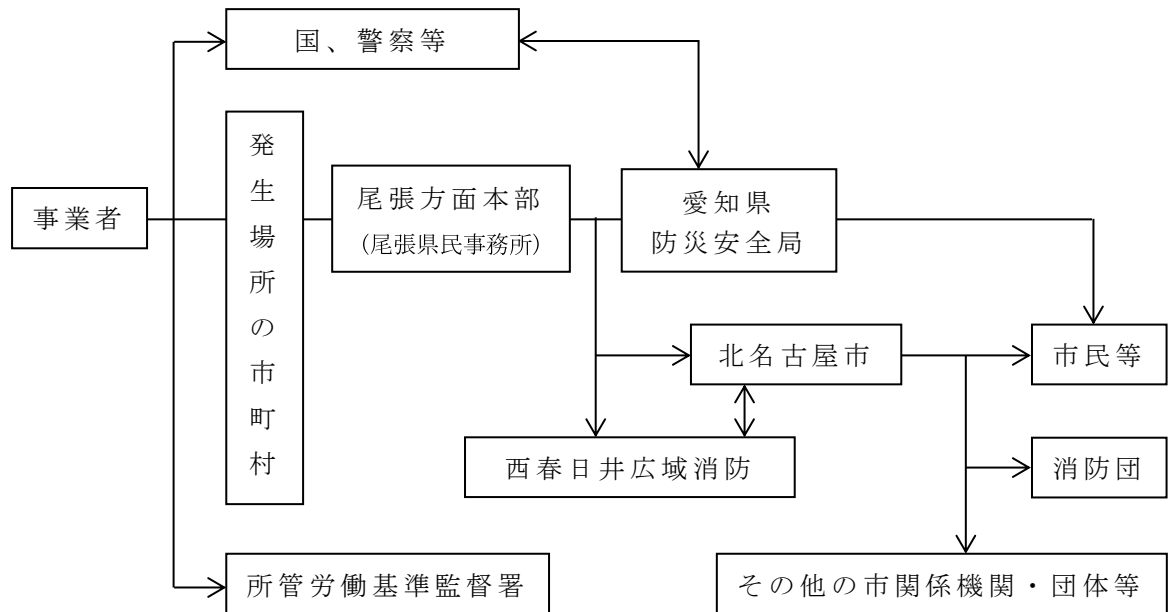 国、警察等
発生場所の市町村
事業者
尾張方面本部
(尾張県民事務所)
愛知県
防災安全局
北名古屋市
市民等
西春日井広域消防
消防団
所管労働基準監督署
その他の市関係機関・団体等